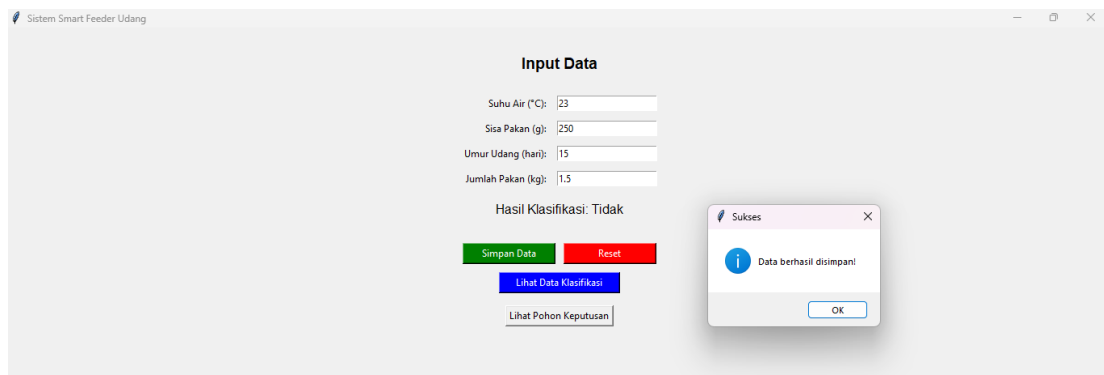 Sistem Smart Feeder Udang
Input Data
Suhu Air (°C): 23
Sisa Pakan (g): 250
Umur Udang (hari): 15
Jumlah Pakan (kg): 1.5
Hasil Klasifikasi: Tidak
Simpan Data Reset
Lihat Data Klasifikasi
Lihat Pohon Keputusan
Sukses
Data berhasil disimpan!
OK